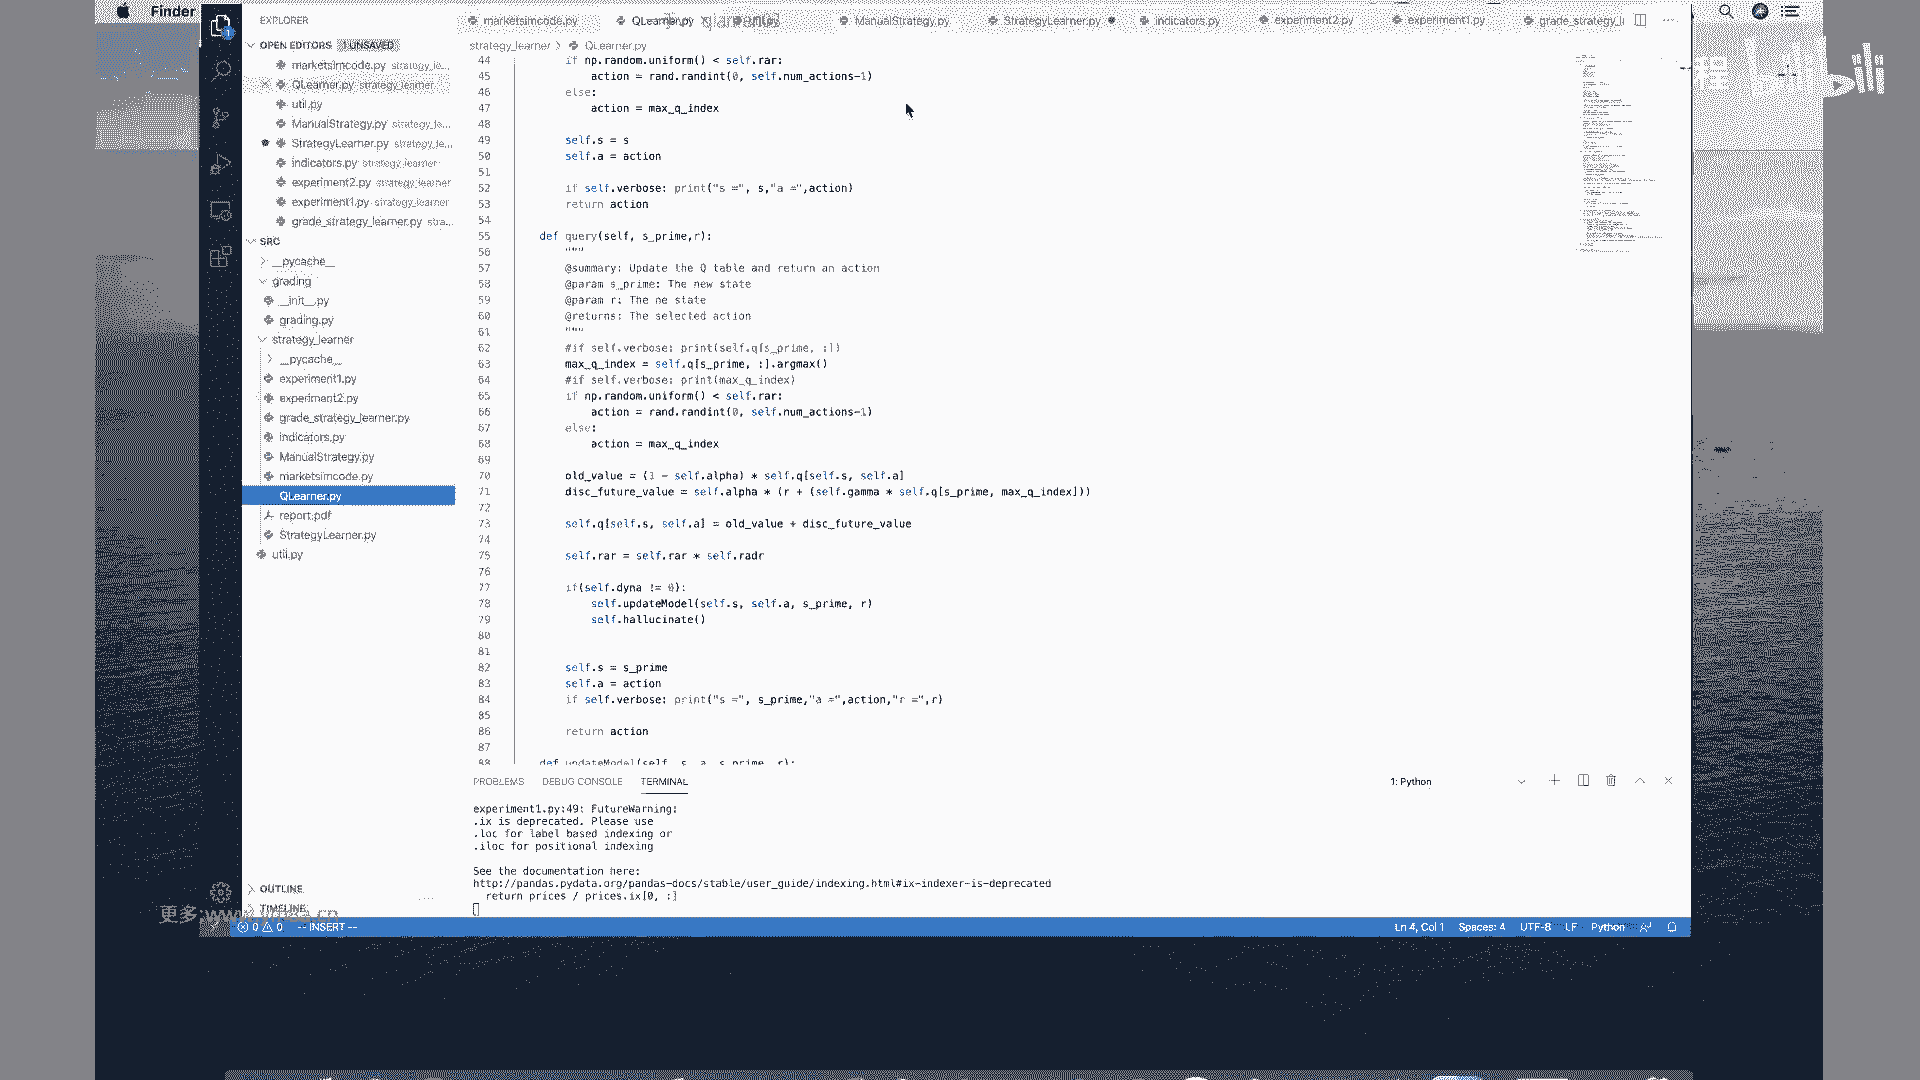 Finder
EXPLORER
OPEN EDITORS 1 UNSAVED
marketsimcode.py strategy_le...
QLearner.py strategy_learner
util.py
ManualStrategy.py strategy_le...
StrategyLearner.py strategy_le...
indicators.py strategy_learner
experiment2.py strategy_learner
experiment1.py strategy_learner
grade_strategy_learner.py stra...
SRC
__pycache__
grading
__init__.py
grading.py
strategy_learner
__pycache__
experiment1.py
experiment2.py
grade_strategy_learner.py
indicators.py
ManualStrategy.py
marketsimcode.py
QLearner.py
report.pdf
StrategyLearner.py
util.py
OUTLINE
TIMELINE
marketsimcode.py
QLearner.py
ManualStrategy.py
StrategyLearner.py
indicators.py
experiment2.py
experiment1.py
grade_strategy_l
strategy_learner > QLearner.py
44 if np.random.uniform() < self.rar:
45 action = rand.randint(0, self.num_actions-1)
46 else:
47 action = max_q_index
48
49 self.s = s
50 self.a = action
51
52 if self.verbose: print("s =", s,"a =",action)
53 return action
54
55 def query(self, s_prime,r):
56 """
57 @summary: Update the Q table and return an action
58 @param s_prime: The new state
59 @param r: The ne state
60 @returns: The selected action
61 """
62 #if self.verbose: print(self.q[s_prime, :])
63 max_q_index = self.q[s_prime, :].argmax()
64 #if self.verbose: print(max_q_index)
65 if np.random.uniform() < self.rar:
66 action = rand.randint(0, self.num_actions-1)
67 else:
68 action = max_q_index
69
70 old_value = (1 - self.alpha) * self.q[self.s, self.a]
71 disc_future_value = self.alpha * (r + (self.gamma * self.q[s_prime, max_q_index]))
72
73 self.q[self.s, self.a] = old_value + disc_future_value
74
75 self.rar = self.rar * self.radr
76
77 if(self.dyna != 0):
78 self.updateModel(self.s, self.a, s_prime, r)
79 self.hallucinate()
80
81
82 self.s = s_prime
83 self.a = action
84 if self.verbose: print("s =", s_prime,"a =",action,"r =",r)
85
86 return action
87
88 def updateModel(self, s, a, s_prime, r):
PROBLEMS DEBUG CONSOLE TERMINAL 1: Python
experiment1.py:49: FutureWarning:
.ix is deprecated. Please use
.loc for label based indexing or
.iloc for positional indexing
See the documentation here:
http://pandas.pydata.org/pandas-docs/stable/user_guide/indexing.html#ix-indexer-is-deprecated
return prices / prices.ix[0, :]
0 0 -- INSERT -- Ln 4, Col 1 Spaces: 4 UTF-8 LF Python
bilibili